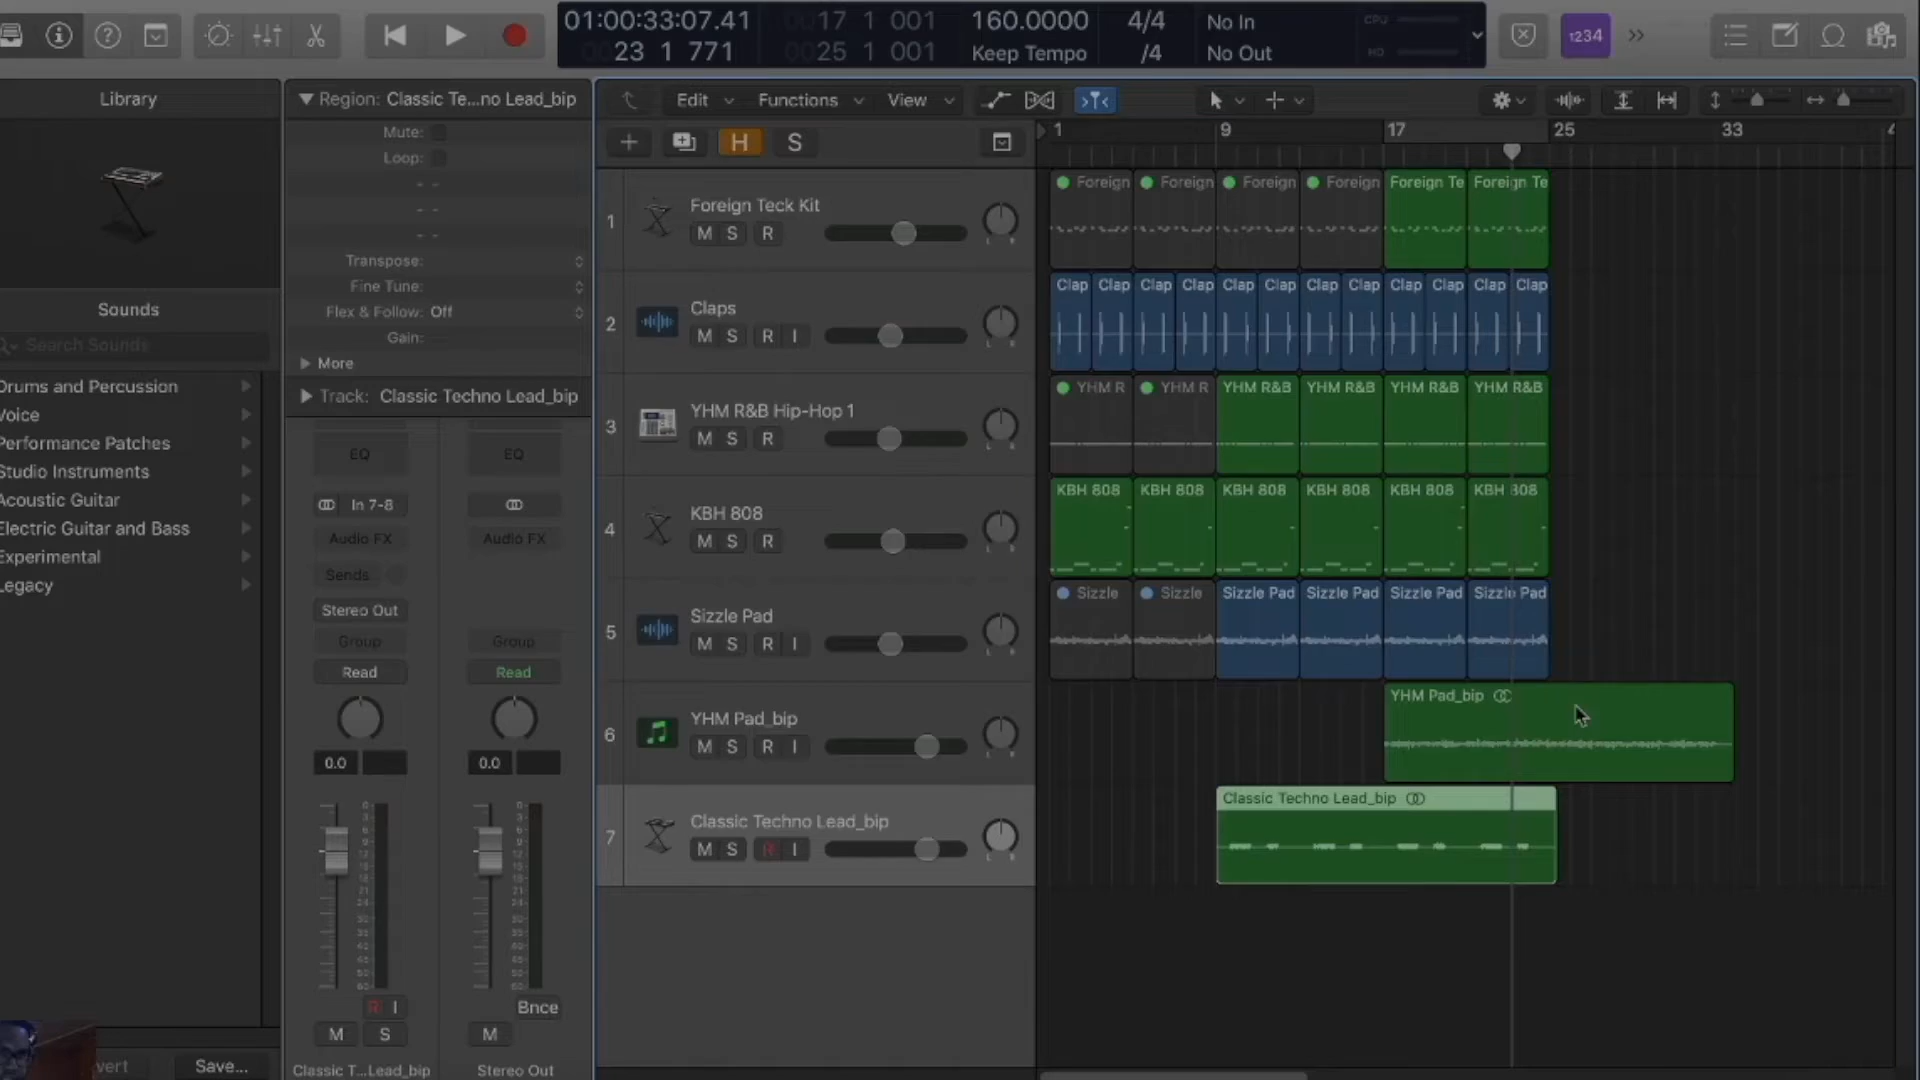 01:00:33:07.41
23 1 771
0017 1 001
0025 1 001
160.0000
Keep Tempo
4/4
/4
No In
No Out
CPU
HD
1234
Library
Sounds
Search Sounds
Drums and Percussion
Voice
Performance Patches
Studio Instruments
Acoustic Guitar
Electric Guitar and Bass
Experimental
Legacy
vert
Save...
Region: Classic Te...no Lead_bip
Mute:
Loop:
Transpose:
Fine Tune:
Flex & Follow: Off
Gain:
More
Track: Classic Techno Lead_bip
EQ
EQ
In 7-8
Audio FX
Audio FX
Sends
Stereo Out
Group
Group
Read
Read
0.0
0.0
R I
Bnce
M S
M
Classic T...Lead_bip
Stereo Out
Edit
Functions
View
H
S
1
9
17
25
33
1
Foreign Teck Kit
M S R
Foreign Foreign Foreign Foreign Foreign Te Foreign Te
2
Claps
M S R I
Clap Clap Clap Clap Clap Clap Clap Clap Clap Clap Clap Clap
3
YHM R&B Hip-Hop 1
M S R
YHM R YHM R YHM R&B YHM R&B YHM R&B YHM R&B
4
KBH 808
M S R
KBH 808 KBH 808 KBH 808 KBH 808 KBH 808 KBH 808
5
Sizzle Pad
M S R I
Sizzle Sizzle Sizzle Pad Sizzle Pad Sizzle Pad Sizzle Pad
6
YHM Pad_bip
M S R I
YHM Pad_bip
7
Classic Techno Lead_bip
M S R I
Classic Techno Lead_bip